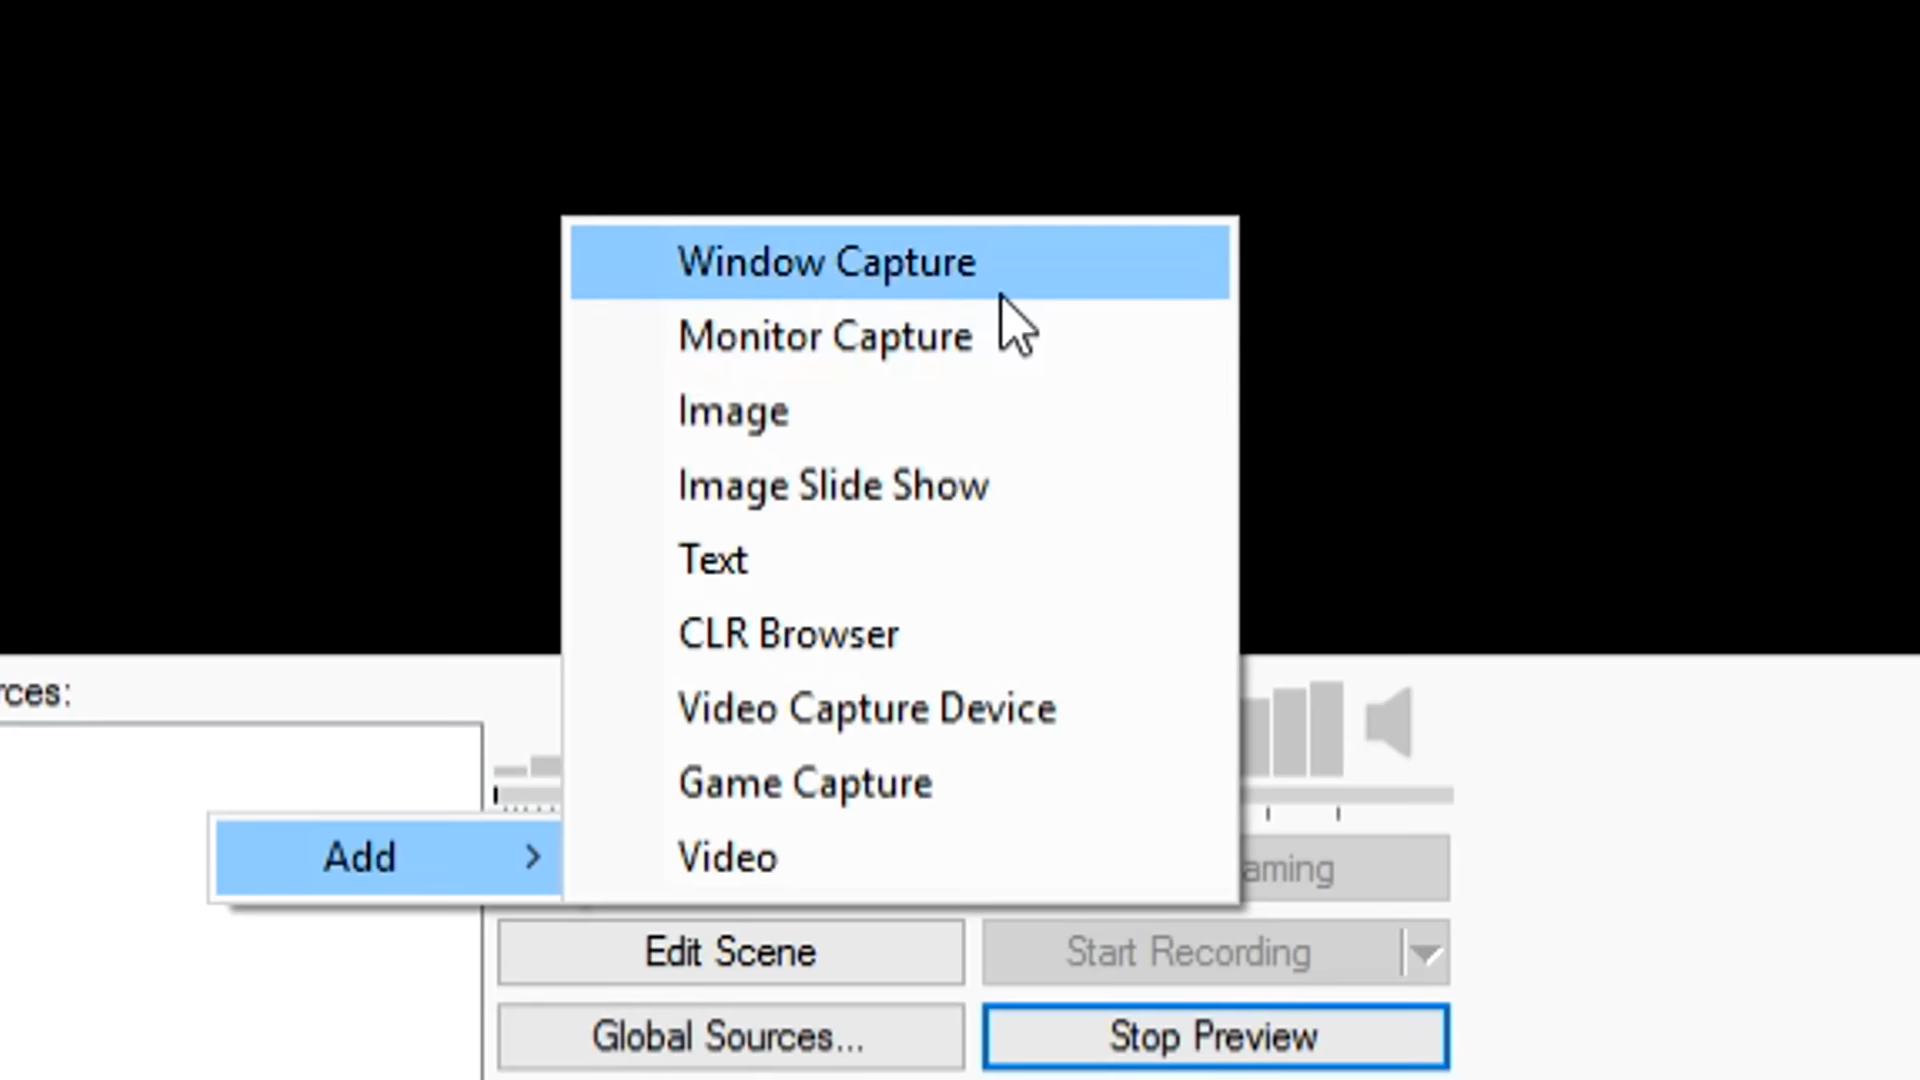 Window Capture
Monitor Capture
Image
Image Slide Show
Text
CLR Browser
Video Capture Device
Game Capture
Video
rces:
Add
aming
Edit Scene
Start Recording
Global Sources...
Stop Preview